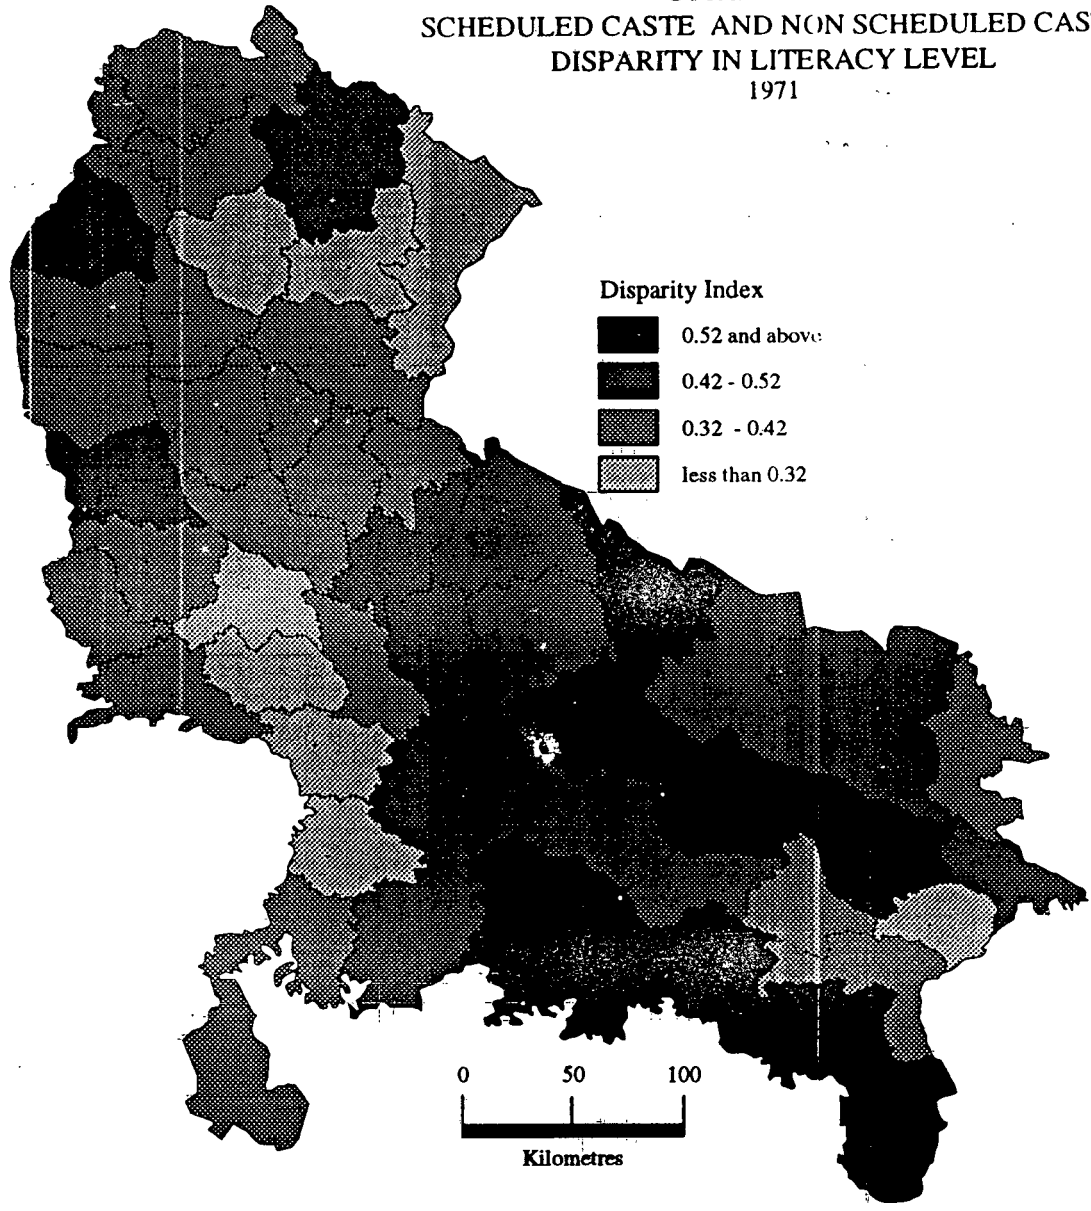 SCHEDULED CASTE AND NON SCHEDULED CAS
DISPARITY IN LITERACY LEVEL
1971
Disparity Index
0.52 and above
0.42 - 0.52
0.32 - 0.42
less than 0.32
0 50 100
Kilometres